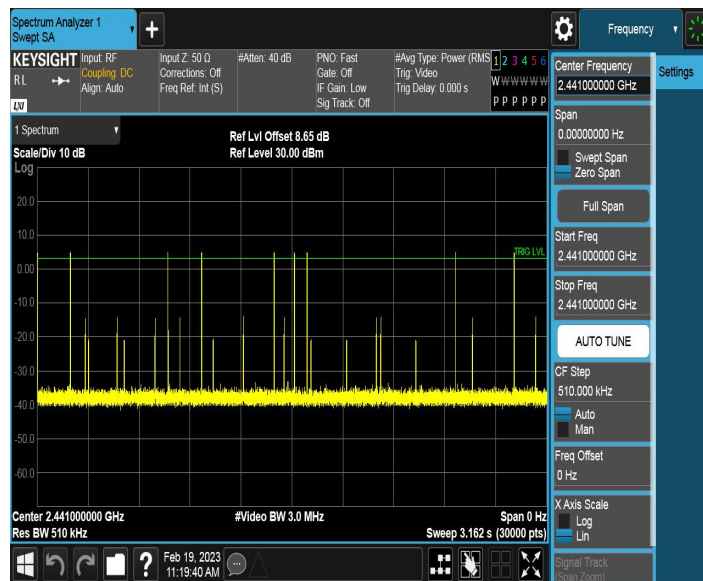 Spectrum Analyzer 1
Swept SA
+
Frequency
KEYSIGHT
Input: RF
Input Z: 50 Ω
#Atten: 40 dB
PNO: Fast
#Avg Type: Power (RMS
1 2 3 4 5 6
RL
Coupling: DC
Corrections: Off
Gate: Off
Trig: Video
W W W W W W
Align: Auto
Freq Ref: Int (S)
IF Gain: Low
Trig Delay: 0.000 s
LXI
Sig Track: Off
P P P P P P
1 Spectrum
Ref Lvl Offset 8.65 dB
Scale/Div 10 dB
Ref Level 30.00 dBm
Log
20.0
10.0
TRIG LVL
0.00
-10.0
-20.0
-30.0
-40.0
-50.0
-60.0
Center 2.441000000 GHz
#Video BW 3.0 MHz
Span 0 Hz
Res BW 510 kHz
Sweep 3.162 s (30000 pts)
?
Feb 19, 2023
11:19:40 AM
Settings
Center Frequency
2.441000000 GHz
Span
0.00000000 Hz
Swept Span
Zero Span
Full Span
Start Freq
2.441000000 GHz
Stop Freq
2.441000000 GHz
AUTO TUNE
CF Step
510.000 kHz
Auto
Man
Freq Offset
0 Hz
X Axis Scale
Log
Lin
Signal Track
(Span Zoom)